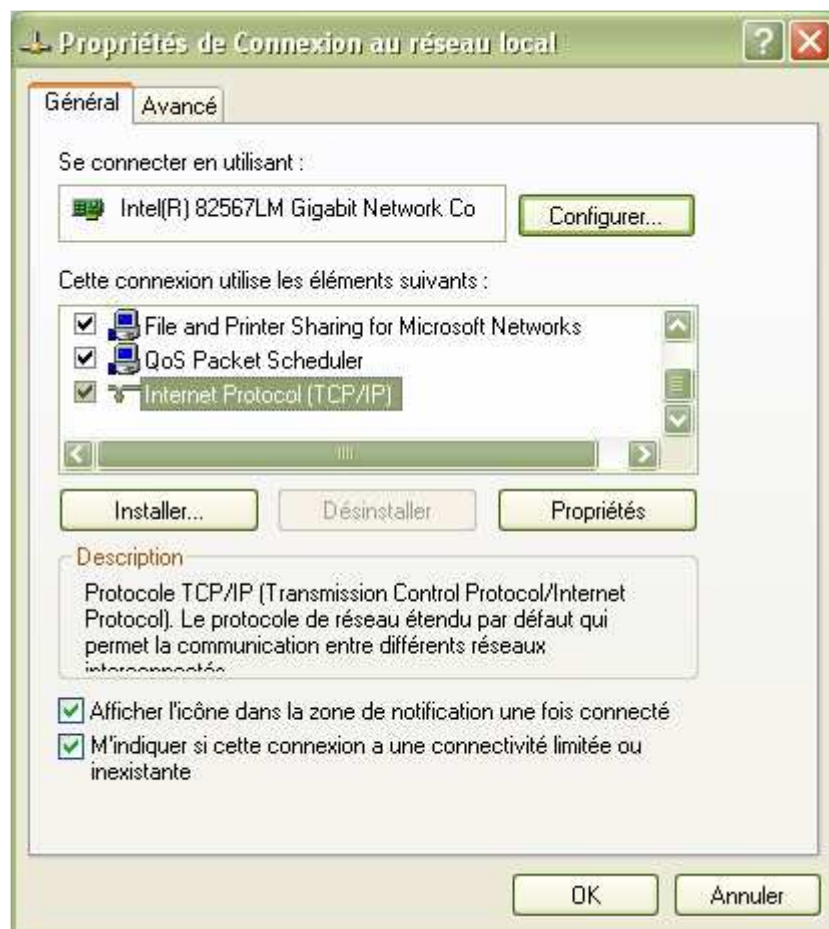 Propriétés de Connexion au réseau local
Général Avancé
Se connecter en utilisant :
Intel(R) 82567LM Gigabit Network Co
Configurer...
Cette connexion utilise les éléments suivants :
File and Printer Sharing for Microsoft Networks
QoS Packet Scheduler
Internet Protocol (TCP/IP)
Installer... Désinstaller Propriétés
Description
Protocole TCP/IP (Transmission Control Protocol/Internet
Protocol). Le protocole de réseau étendu par défaut qui
permet la communication entre différents réseaux
interconnectés.
Afficher l'icône dans la zone de notification une fois connecté
M'indiquer si cette connexion a une connectivité limitée ou
inexistante
OK Annuler